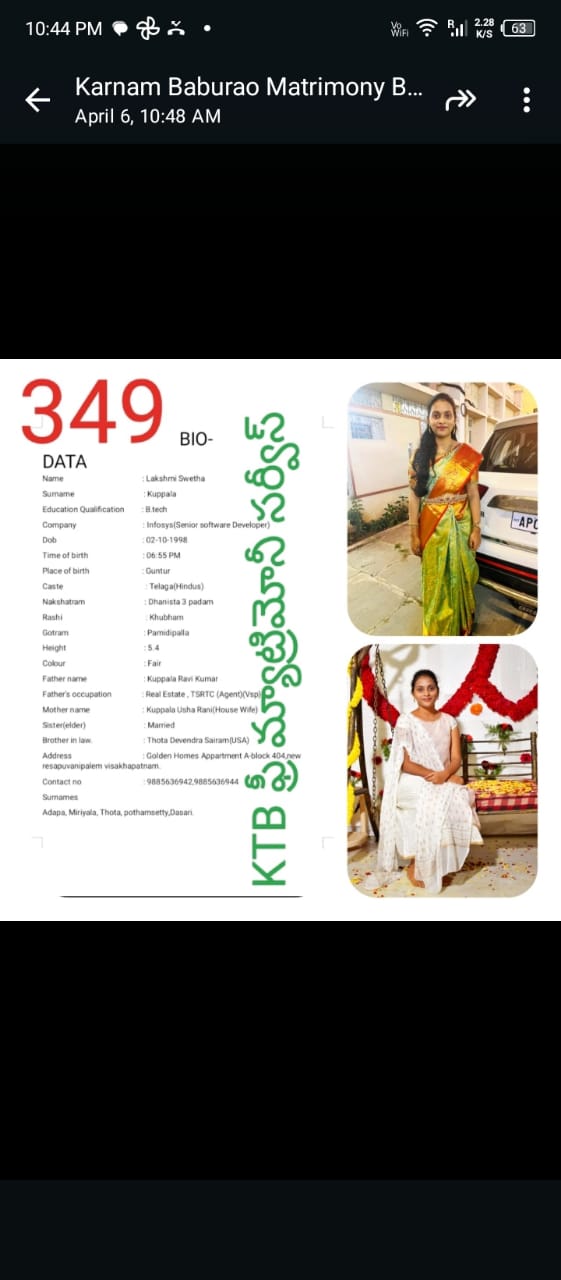 10:44 PM
Vo WiFi
R
2.28 K/S
63
Karnam Baburao Matrimony B...
April 6, 10:48 AM
349
BIO-
DATA
Name : Lakshmi Swetha
Surname : Kuppala
Education Qualification : B.tech
Company : Infosys(Senior software Developer)
Dob : 02-10-1998
Time of birth : 06:55 PM
Place of birth : Guntur
Caste : Telaga(Hindus)
Nakshatram : Dhanista 3 padam
Rashi : Khubham
Gotram : Pamidipalla
Height : 5.4
Colour : Fair
Father name : Kuppala Ravi Kumar
Father's occupation : Real Estate , TSRTC (Agent)(Vsp)
Mother name : Kuppala Usha Rani(House Wife)
Sister(elder) : Married
Brother in law. : Thota Devendra Sairam(USA)
Address : Golden Homes Appartment A-block 404,new
resapuvanipalem visakhapatnam.
Contact no : 9885636942,9885636944
Surnames
Adapa, Miriyala, Thota, pothamsetty,Dasari.
KTB ఫ్రీ మ్యాట్రిమోనీ సర్వీస్